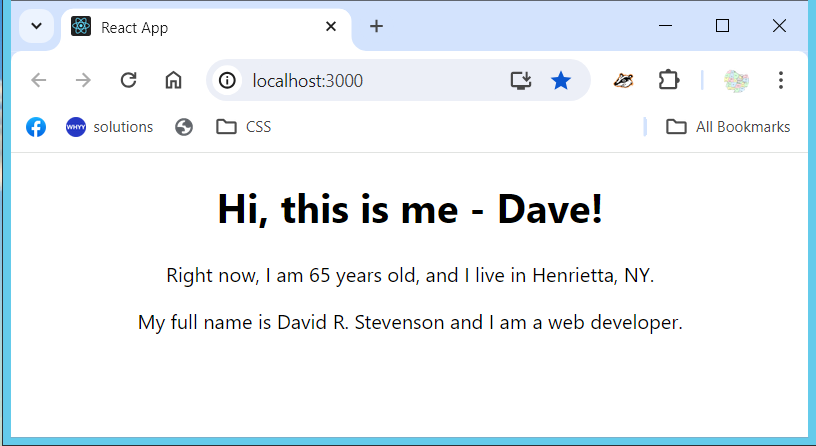 React App
localhost:3000
WHYY solutions
CSS
All Bookmarks
Hi, this is me - Dave!
Right now, I am 65 years old, and I live in Henrietta, NY.
My full name is David R. Stevenson and I am a web developer.